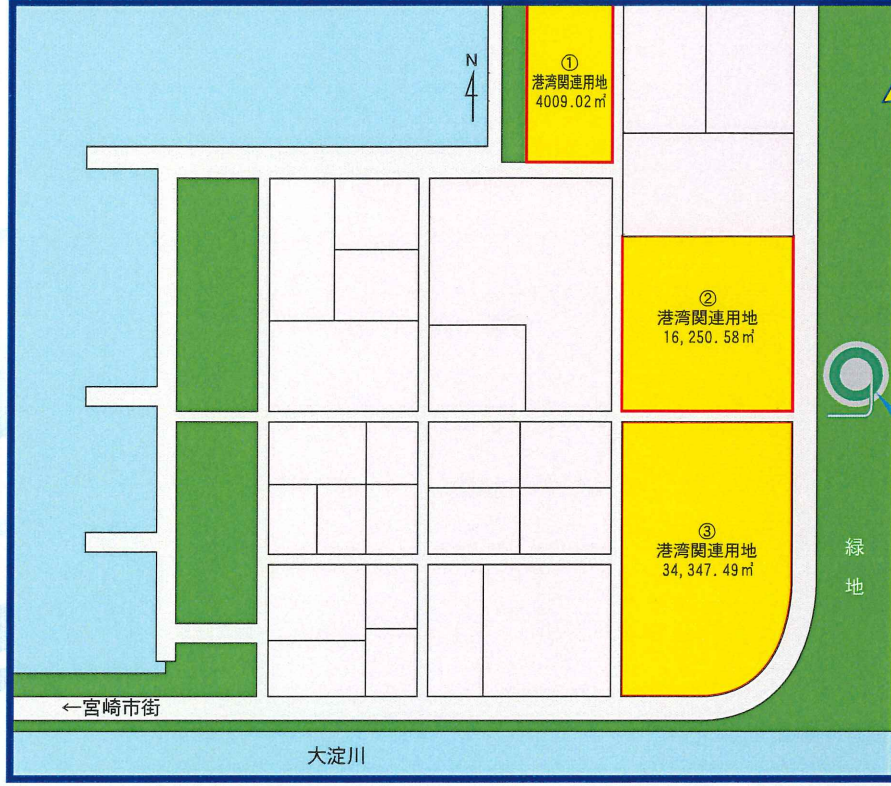 N
①
港湾関連用地
4009.02㎡
②
港湾関連用地
16,250.58㎡
③
港湾関連用地
34,347.49㎡
緑地
←宮崎市街
大淀川